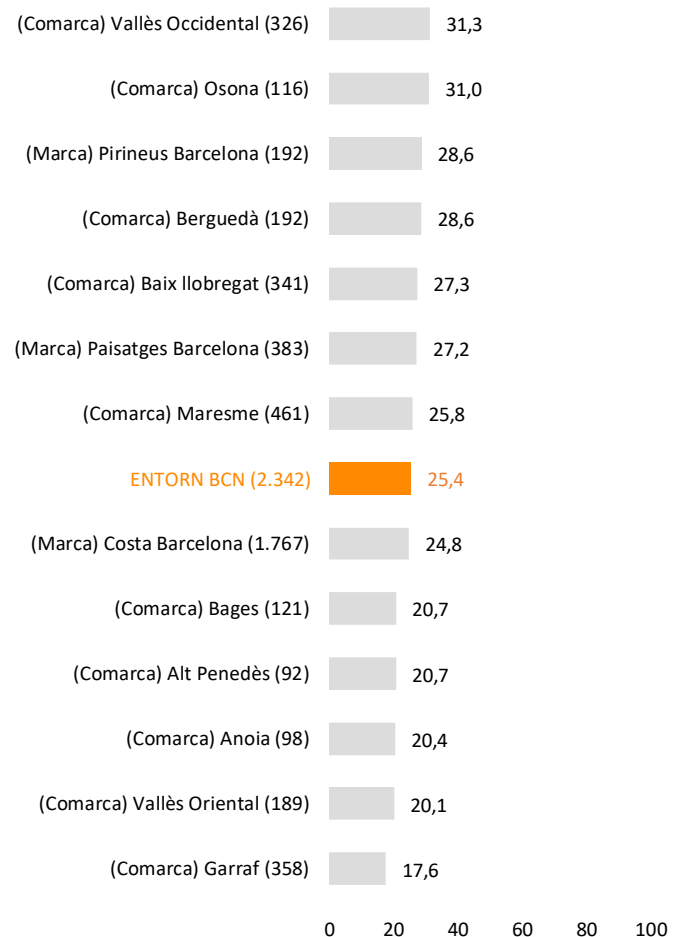 (Comarca) Vallès Occidental (326) 31,3
(Comarca) Osona (116) 31,0
(Marca) Pirineus Barcelona (192) 28,6
(Comarca) Berguedà (192) 28,6
(Comarca) Baix llobregat (341) 27,3
(Marca) Paisatges Barcelona (383) 27,2
(Comarca) Maresme (461) 25,8
ENTORN BCN (2.342) 25,4
(Marca) Costa Barcelona (1.767) 24,8
(Comarca) Bages (121) 20,7
(Comarca) Alt Penedès (92) 20,7
(Comarca) Anoia (98) 20,4
(Comarca) Vallès Oriental (189) 20,1
(Comarca) Garraf (358) 17,6
0 20 40 60 80 100